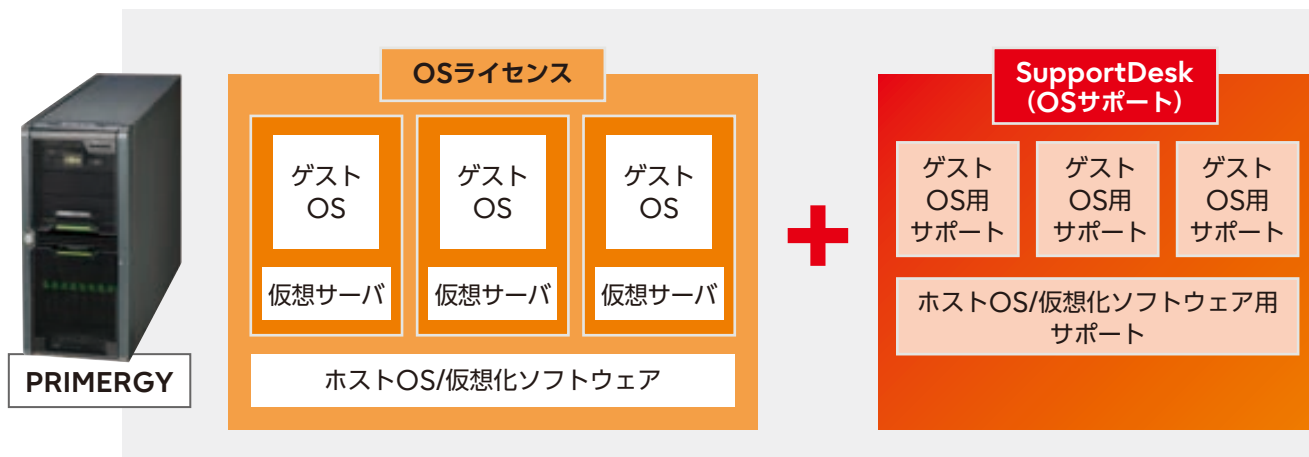 OSライセンス
ゲスト
OS
ゲスト
OS
ゲスト
OS
仮想サーバ
仮想サーバ
仮想サーバ
ホストOS/仮想化ソフトウェア
PRIMERGY
SupportDesk
(OSサポート)
ゲスト
OS用
サポート
ゲスト
OS用
サポート
ゲスト
OS用
サポート
ホストOS/仮想化ソフトウェア用
サポート